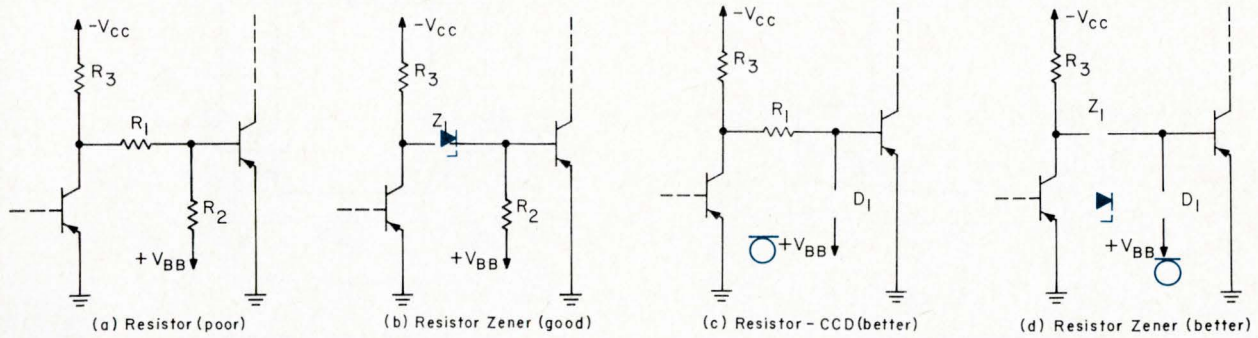 -VCC
R3
R1
R2
+VBB
(a) Resistor (poor)
-VCC
R3
Z1
R2
+VBB
(b) Resistor Zener (good)
-VCC
R3
R1
D1
+VBB
(c) Resistor - CCD (better)
-VCC
R3
Z1
D1
+VBB
(d) Resistor Zener (better)